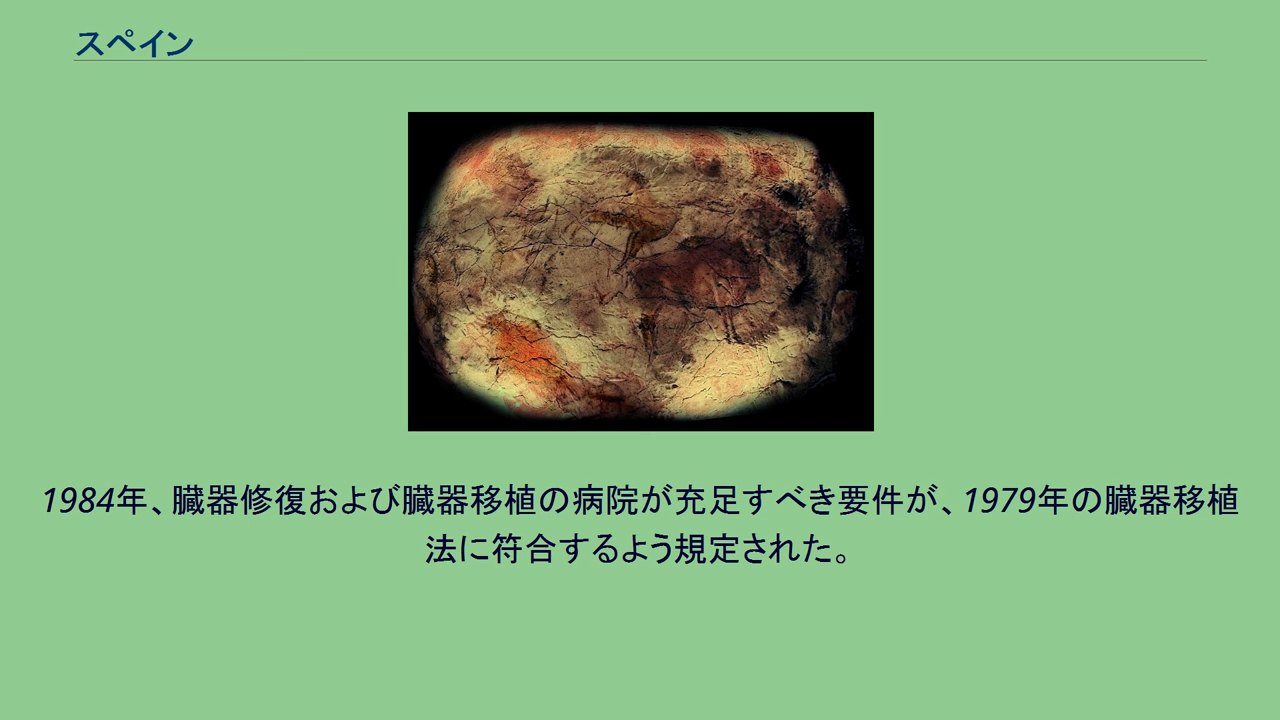 スペイン
1984年、臓器修復および臓器移植の病院が充足すべき要件が、1979年の臓器移植
法に符合するよう規定された。